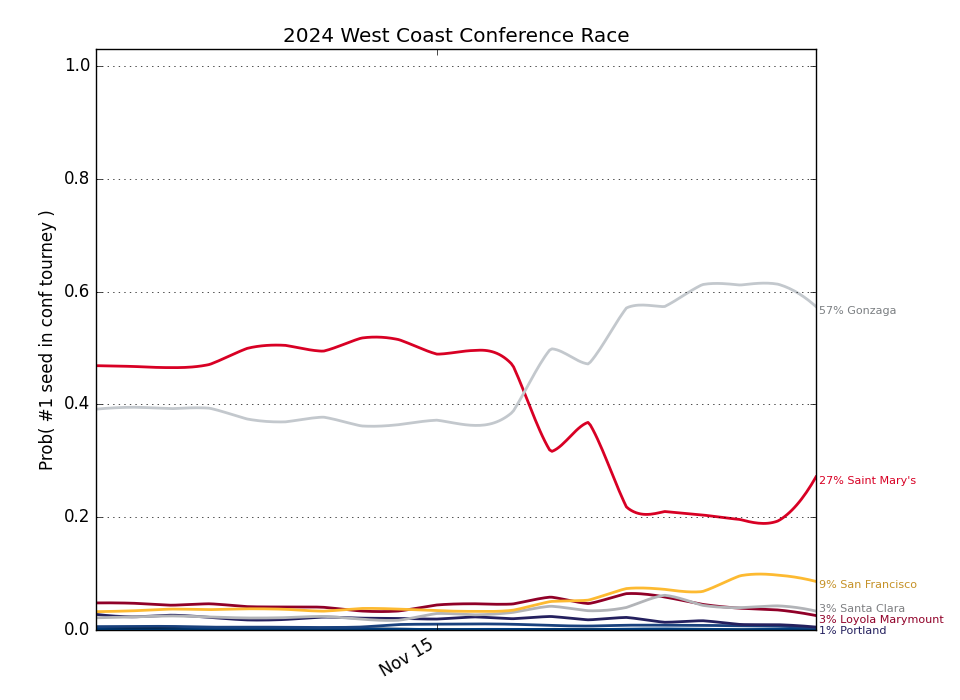 2024 West Coast Conference Race
Prob( #1 seed in conf tourney )
1.0
0.8
0.6
0.4
0.2
0.0
Nov 15
57% Gonzaga
27% Saint Mary's
9% San Francisco
3% Santa Clara
3% Loyola Marymount
1% Portland